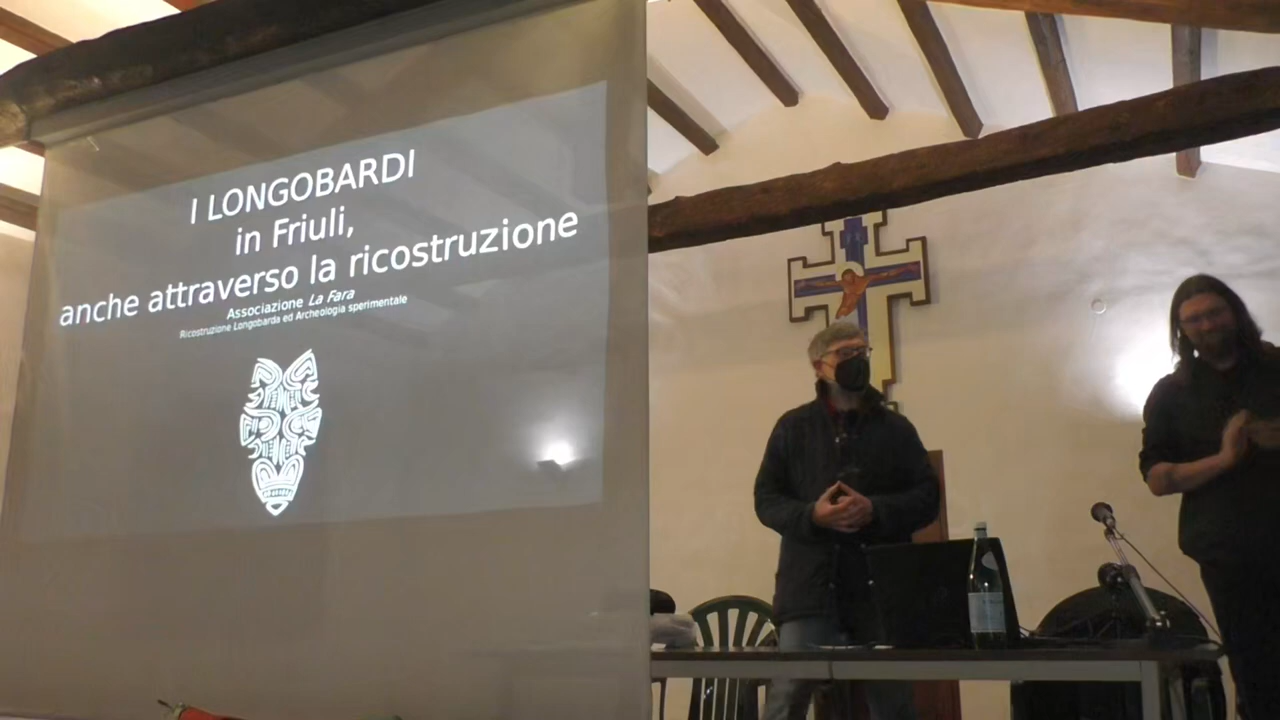 I LONGOBARDI
in Friuli,
anche attraverso la ricostruzione
Associazione La Fara
Ricostruzione Longobarda ed Archeologia sperimentale